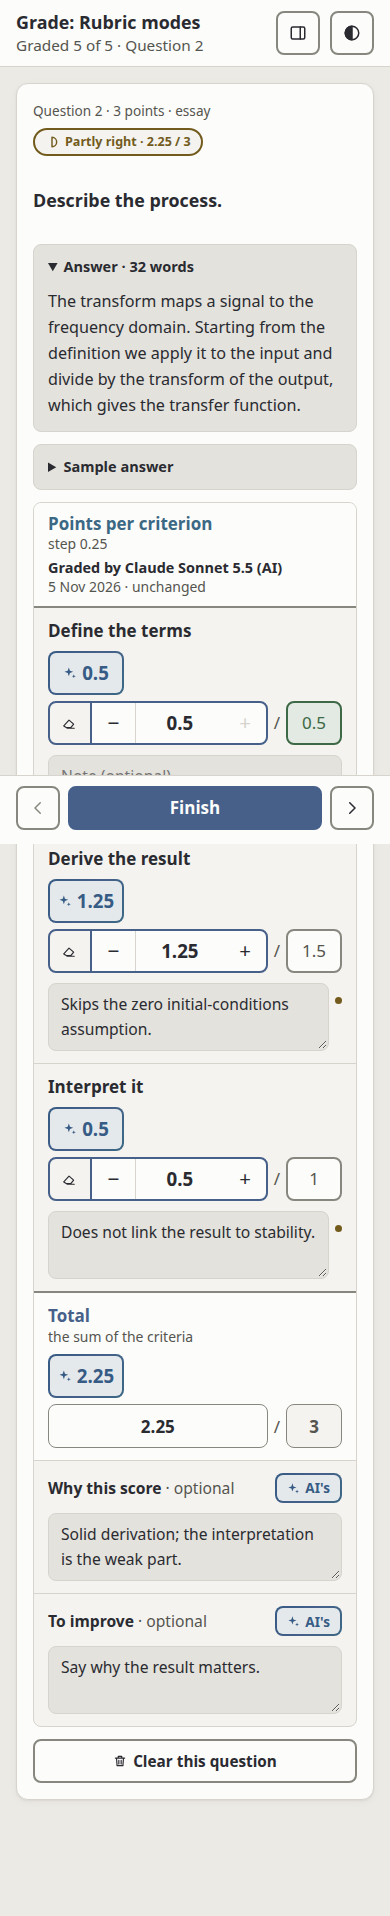 Grade: Rubric modes
Graded 5 of 5 · Question 2
Question 2 · 3 points · essay
Partly right · 2.25 / 3
Describe the process.
Answer · 32 words
The transform maps a signal to the
frequency domain. Starting from the
definition we apply it to the input and
divide by the transform of the output,
which gives the transfer function.
Sample answer
Points per criterion
step 0.25
Graded by Claude Sonnet 5.5 (AI)
5 Nov 2026 · unchanged
Define the terms
0.5
− 0.5 + / 0.5
Note (optional)
Finish
Derive the result
1.25
− 1.25 + / 1.5
Skips the zero initial-conditions
assumption.
Interpret it
0.5
− 0.5 + / 1
Does not link the result to stability.
Total
the sum of the criteria
2.25
2.25 / 3
Why this score · optional AI's
Solid derivation; the interpretation
is the weak part.
To improve · optional AI's
Say why the result matters.
Clear this question